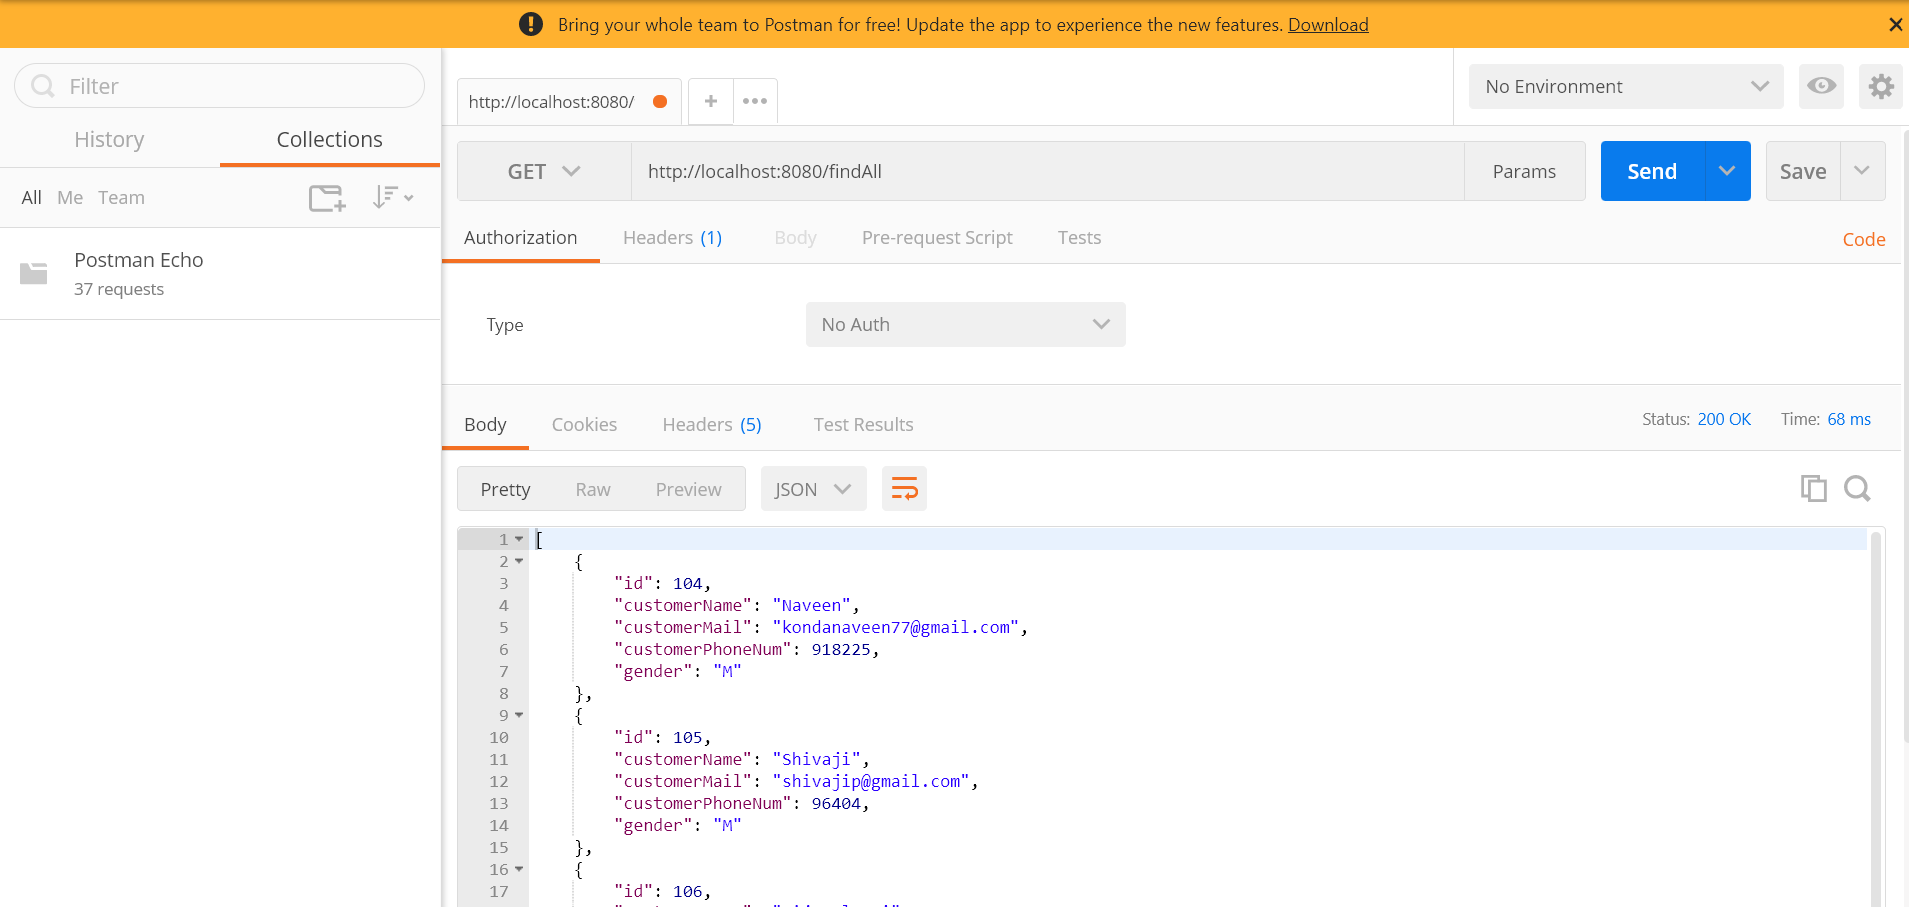 Bring your whole team to Postman for free! Update the app to experience the new features. Download
Filter
History Collections
All Me Team
Postman Echo
37 requests
http://localhost:8080/
No Environment
GET http://localhost:8080/findAll Params Send Save
Authorization Headers (1) Body Pre-request Script Tests Code
Type No Auth
Body Cookies Headers (5) Test Results Status: 200 OK Time: 68 ms
Pretty Raw Preview JSON
1 [
2 {
3 "id": 104,
4 "customerName": "Naveen",
5 "customerMail": "kondanaveen77@gmail.com",
6 "customerPhoneNum": 918225,
7 "gender": "M"
8 },
9 {
10 "id": 105,
11 "customerName": "Shivaji",
12 "customerMail": "shivajip@gmail.com",
13 "customerPhoneNum": 96404,
14 "gender": "M"
15 },
16 {
17 "id": 106,